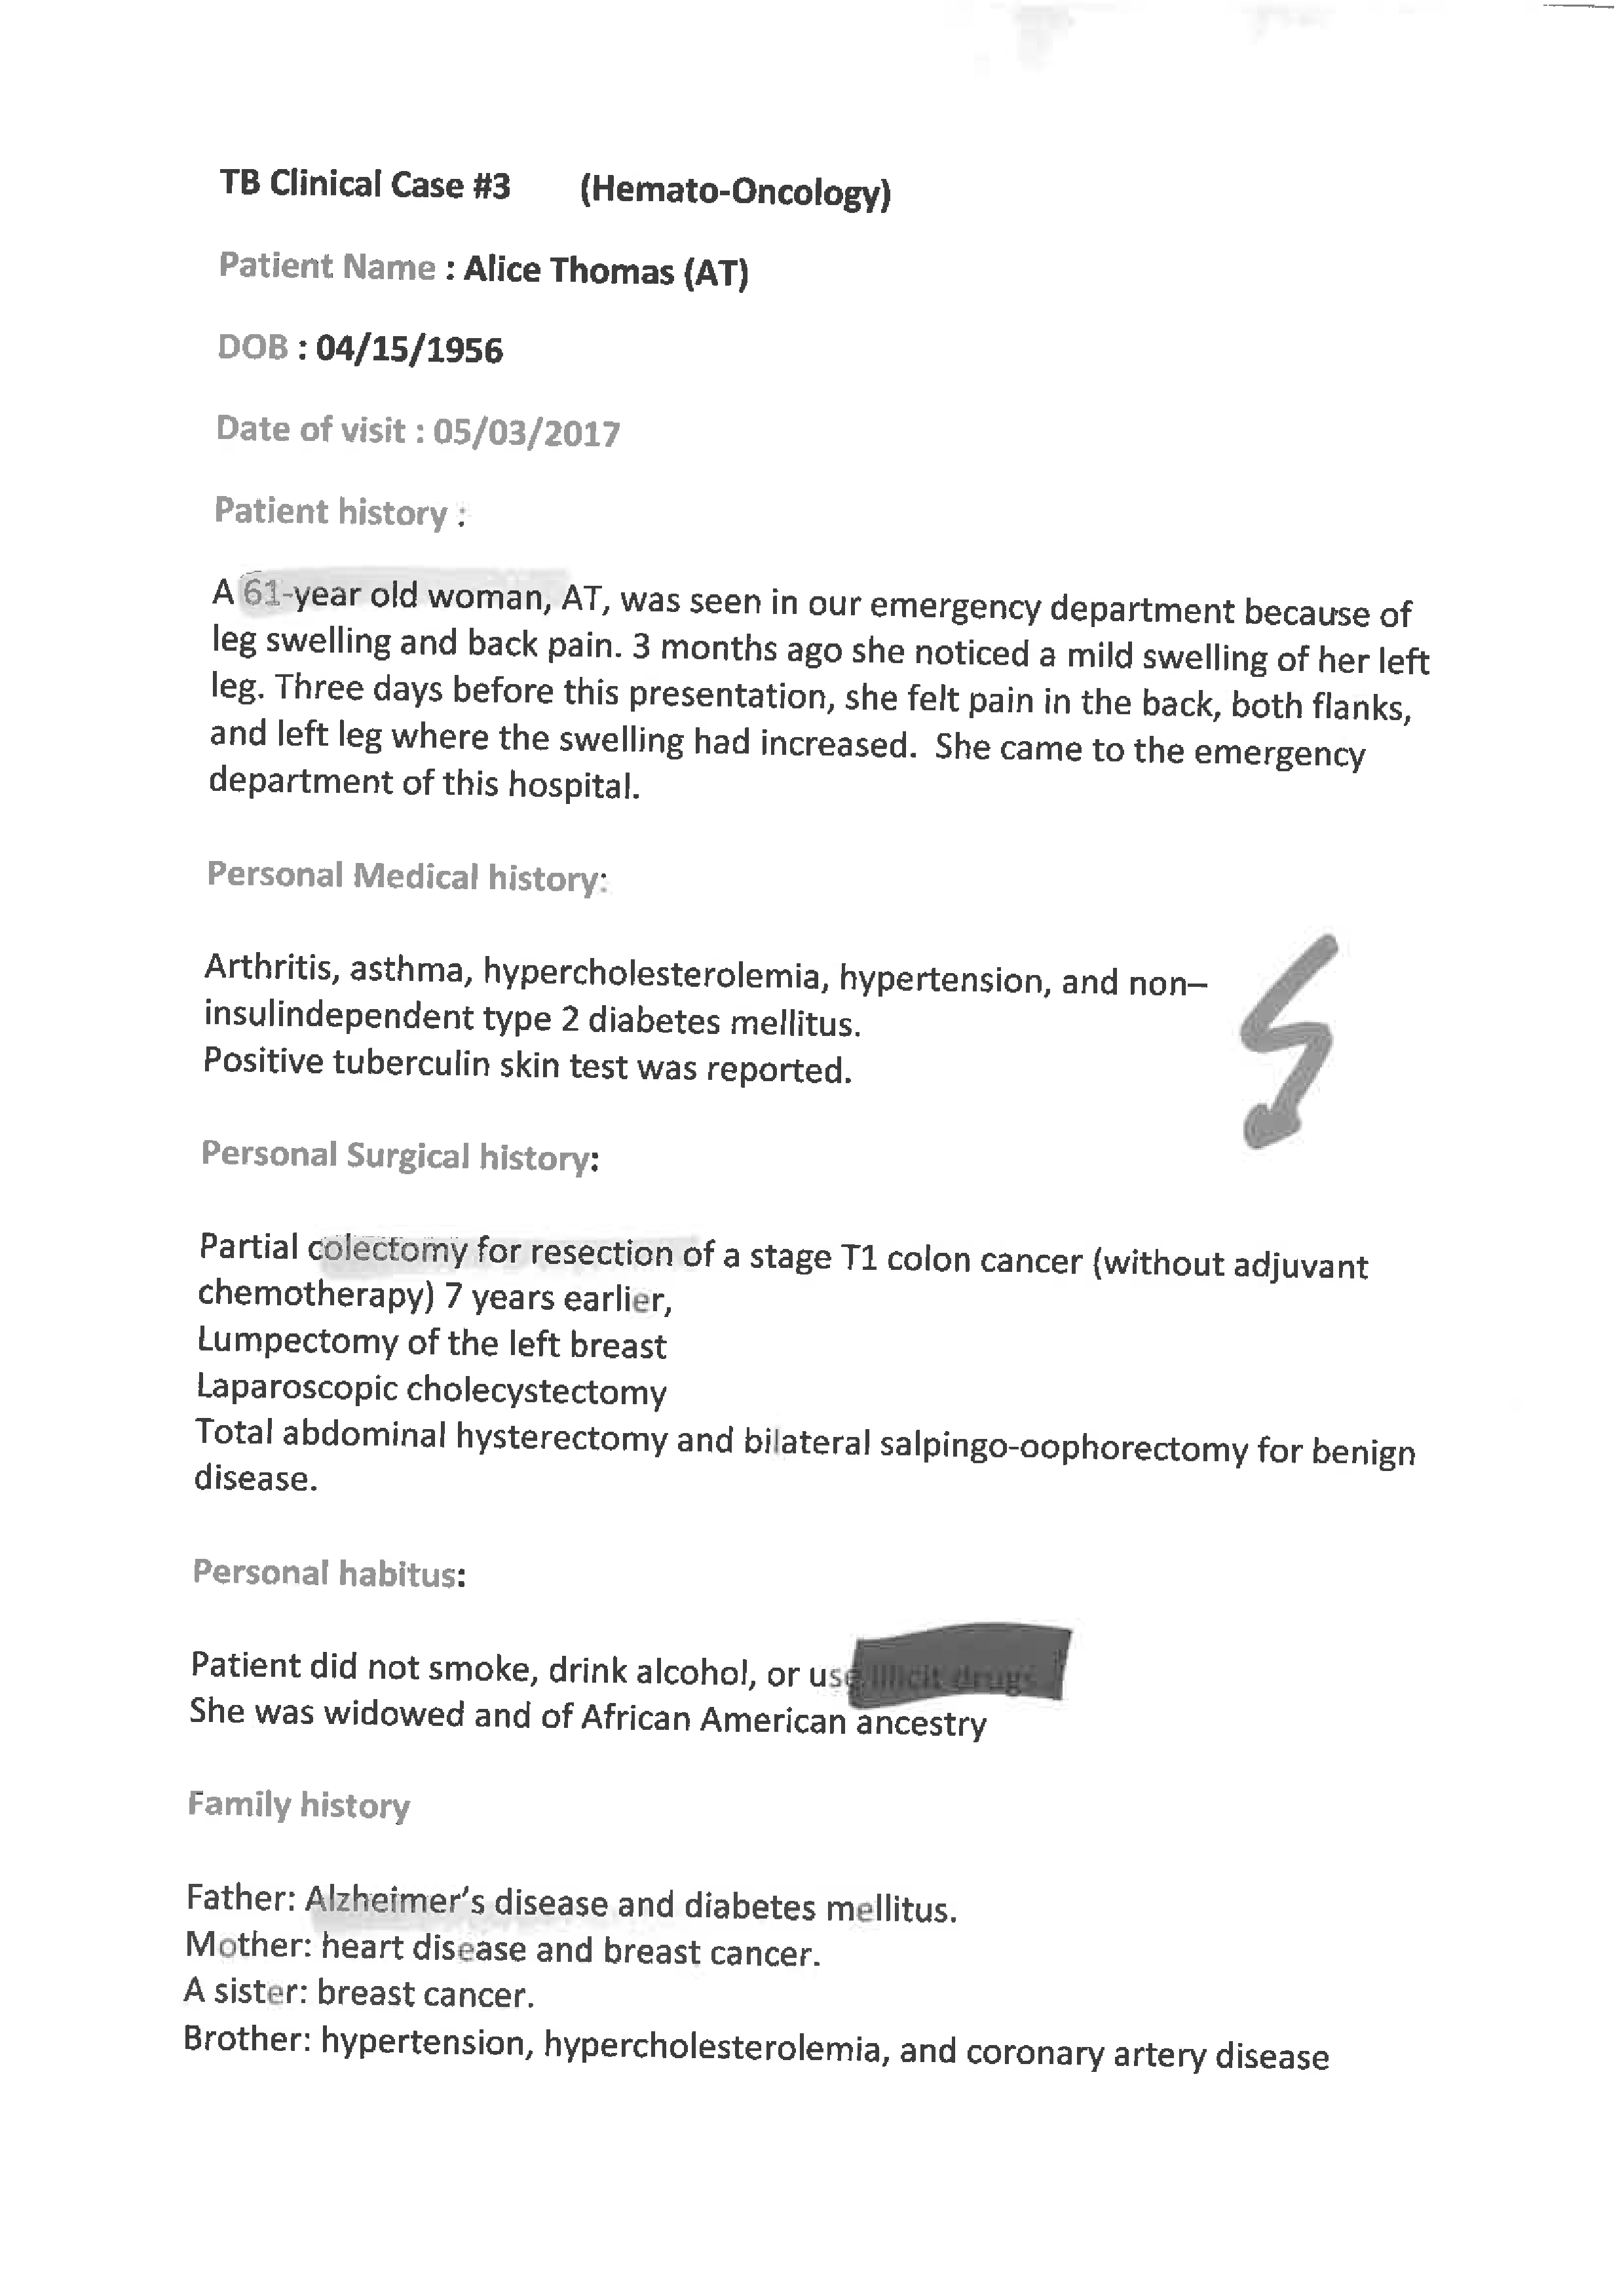 TB Clinical Case #3 (Hemato-Oncology)
Patient Name : Alice Thomas (AT)
DOB : 04/15/1956
Date of visit : 05/03/2017
Patient history :
A 61-year old woman, AT, was seen in our emergency department because of
leg swelling and back pain. 3 months ago she noticed a mild swelling of her left
leg. Three days before this presentation, she felt pain in the back, both flanks,
and left leg where the swelling had increased. She came to the emergency
department of this hospital.
Personal Medical history:
Arthritis, asthma, hypercholesterolemia, hypertension, and non–
insulindependent type 2 diabetes mellitus.
Positive tuberculin skin test was reported.
Personal Surgical history:
Partial colectomy for resection of a stage T1 colon cancer (without adjuvant
chemotherapy) 7 years earlier,
Lumpectomy of the left breast
Laparoscopic cholecystectomy
Total abdominal hysterectomy and bilateral salpingo-oophorectomy for benign
disease.
Personal habitus:
Patient did not smoke, drink alcohol, or use illicit drugs
She was widowed and of African American ancestry
Family history
Father: Alzheimer's disease and diabetes mellitus.
Mother: heart disease and breast cancer.
A sister: breast cancer.
Brother: hypertension, hypercholesterolemia, and coronary artery disease